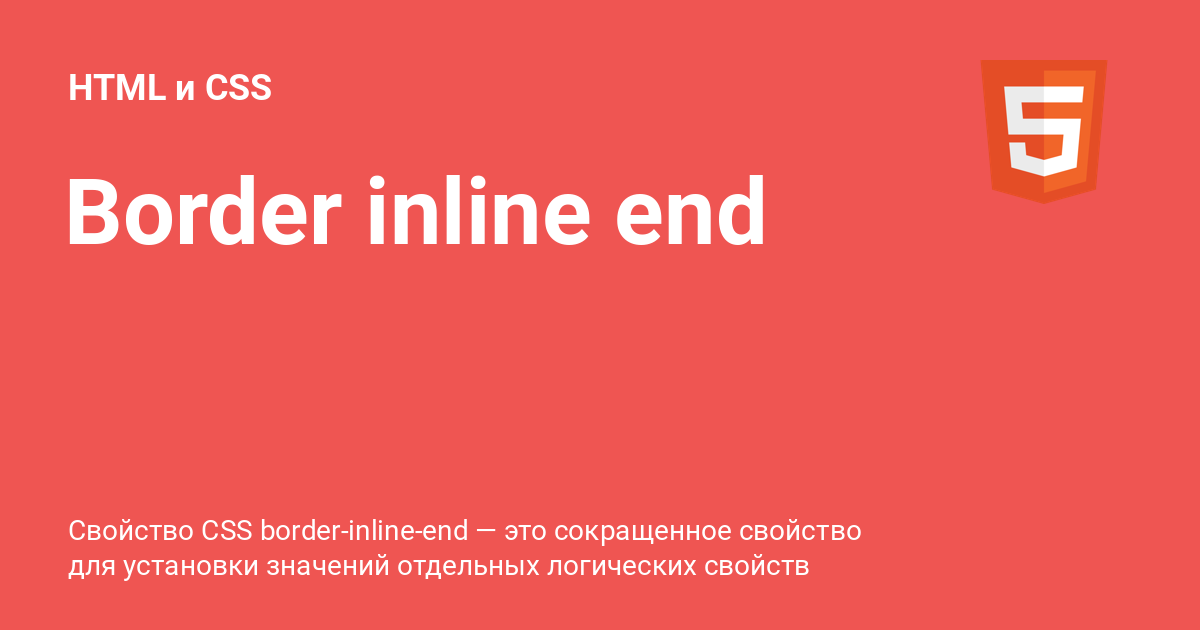 HTML и CSS
Border inline end
Свойство CSS border-inline-end — это сокращенное свойство
для установки значений отдельных логических свойств